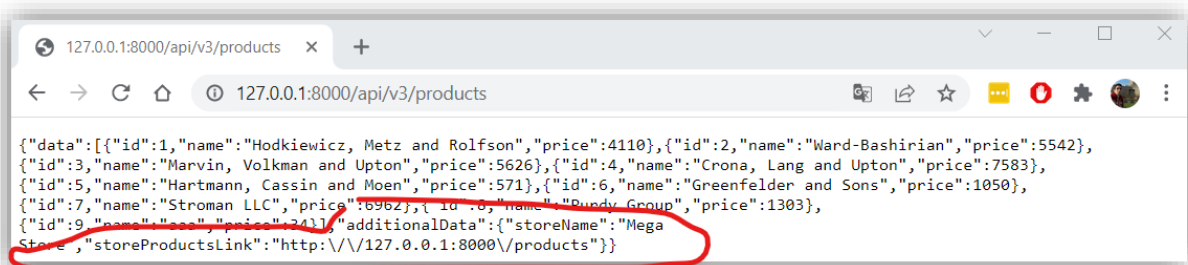 127.0.0.1:8000/api/v3/products
127.0.0.1:8000/api/v3/products
{"data":[{"id":1,"name":"Hodkiewicz, Metz and Rolfson","price":4110},{"id":2,"name":"Ward-Bashirian","price":5542},
{"id":3,"name":"Marvin, Volkman and Upton","price":5626},{"id":4,"name":"Crona, Lang and Upton","price":7583},
{"id":5,"name":"Hartmann, Cassin and Moen","price":571},{"id":6,"name":"Greenfelder and Sons","price":1050},
{"id":7,"name":"Stroman LLC","price":6962},{"id":8,"name":"Purdy Group","price":1303},
{"id":9,"name":"aaa","price":34}],"additionalData":{"storeName":"Mega
Store","storeProductsLink":"http:\/\/127.0.0.1:8000\/products"}}